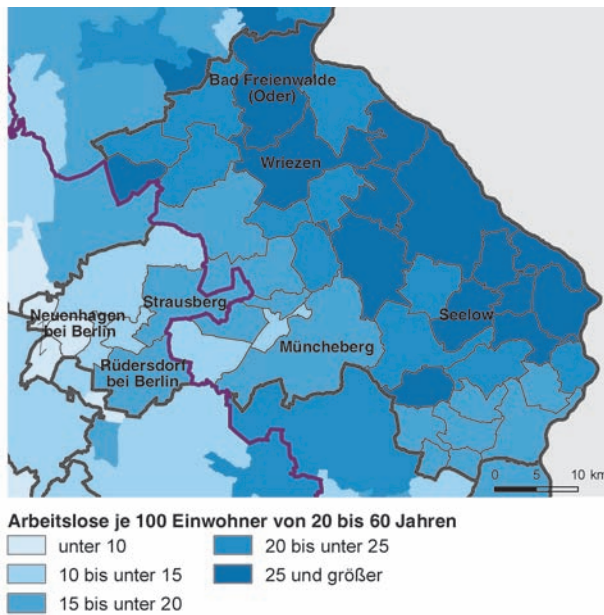 Bad Freienwalde
(Oder)
Wriezen
Strausberg
Neuenhagen
bei Berlin
Seelow
Müncheberg
Rüdersdorf
bei Berlin
0 5 10 km
Arbeitslose je 100 Einwohner von 20 bis 60 Jahren
unter 10
20 bis unter 25
10 bis unter 15
25 und größer
15 bis unter 20